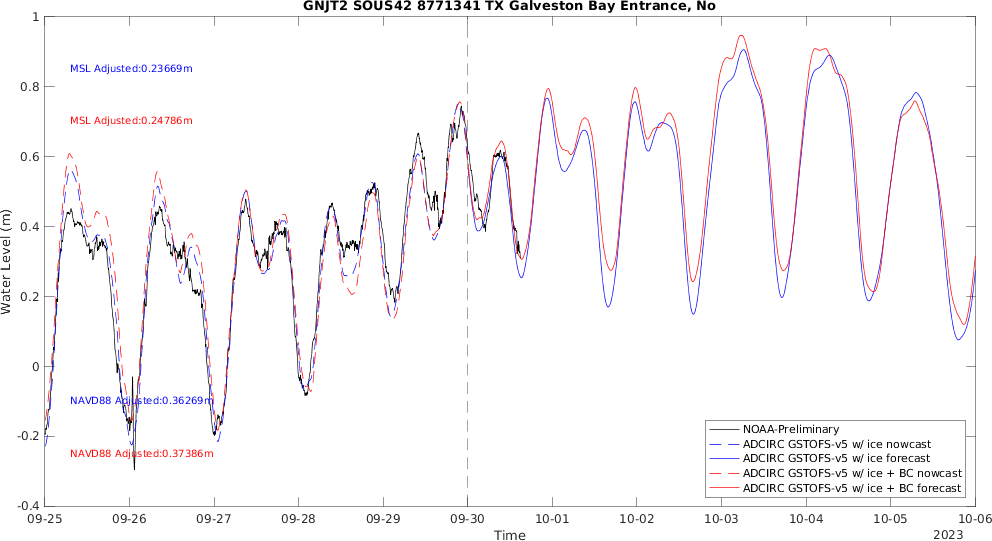 GNJT2 SOUS42 8771341 TX Galveston Bay Entrance, No
1
0.8
0.6
0.4
0.2
0
-0.2
-0.4
Water Level (m)
MSL Adjusted:0.23669m
MSL Adjusted:0.24786m
NAVD88 Adjusted:0.36269m
NAVD88 Adjusted:0.37386m
NOAA-Preliminary
ADCIRC GSTOFS-v5 w/ ice nowcast
ADCIRC GSTOFS-v5 w/ ice forecast
ADCIRC GSTOFS-v5 w/ ice + BC nowcast
ADCIRC GSTOFS-v5 w/ ice + BC forecast
09-25 09-26 09-27 09-28 09-29 09-30 10-01 10-02 10-03 10-04 10-05 10-06
Time
2023